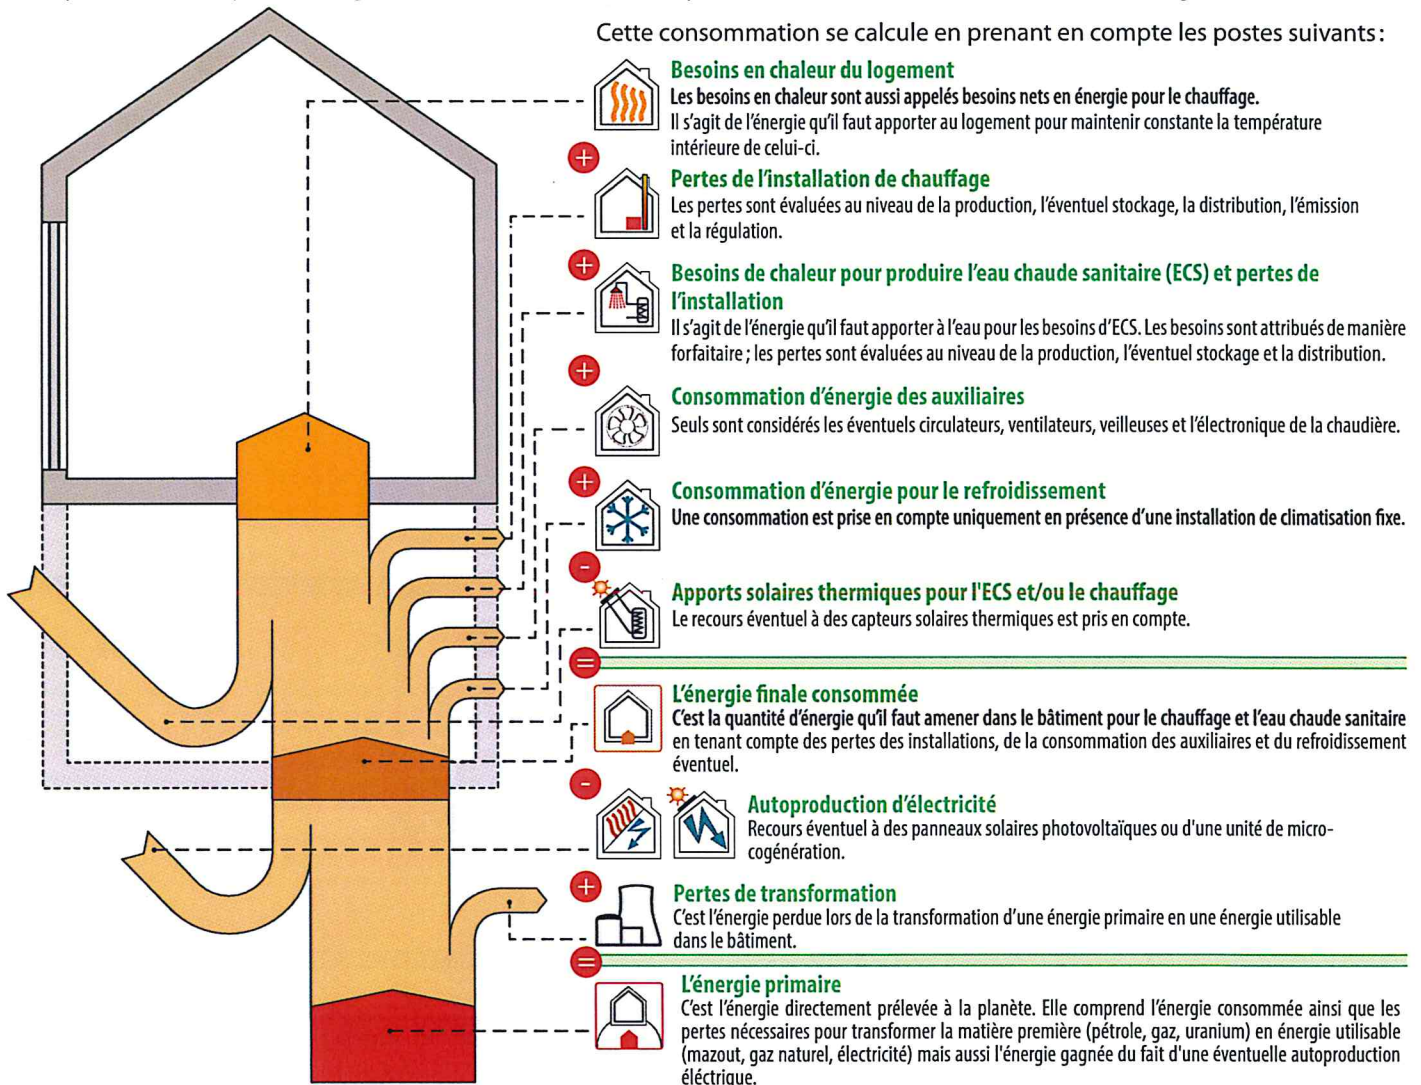 Cette consommation se calcule en prenant en compte les postes suivants:
Besoins en chaleur du logement
Les besoins en chaleur sont aussi appelés besoins nets en énergie pour le chauffage.
Il s'agit de l'énergie qu'il faut apporter au logement pour maintenir constante la température
intérieure de celui-ci.
+
Pertes de l'installation de chauffage
Les pertes sont évaluées au niveau de la production, l'éventuel stockage, la distribution, l'émission
et la régulation.
+
Besoins de chaleur pour produire l'eau chaude sanitaire (ECS) et pertes de
l'installation
Il s'agit de l'énergie qu'il faut apporter à l'eau pour les besoins d'ECS. Les besoins sont attribués de manière
forfaitaire ; les pertes sont évaluées au niveau de la production, l'éventuel stockage et la distribution.
+
Consommation d'énergie des auxiliaires
Seuls sont considérés les éventuels circulateurs, ventilateurs, veilleuses et l'électronique de la chaudière.
+
Consommation d'énergie pour le refroidissement
Une consommation est prise en compte uniquement en présence d'une installation de climatisation fixe.
-
Apports solaires thermiques pour l'ECS et/ou le chauffage
Le recours éventuel à des capteurs solaires thermiques est pris en compte.
=
L'énergie finale consommée
C'est la quantité d'énergie qu'il faut amener dans le bâtiment pour le chauffage et l'eau chaude sanitaire
en tenant compte des pertes des installations, de la consommation des auxiliaires et du refroidissement
éventuel.
-
Autoproduction d'électricité
Recours éventuel à des panneaux solaires photovoltaïques ou d'une unité de micro-
cogénération.
+
Pertes de transformation
C'est l'énergie perdue lors de la transformation d'une énergie primaire en une énergie utilisable
dans le bâtiment.
=
L'énergie primaire
C'est l'énergie directement prélevée à la planète. Elle comprend l'énergie consommée ainsi que les
pertes nécessaires pour transformer la matière première (pétrole, gaz, uranium) en énergie utilisable
(mazout, gaz naturel, électricité) mais aussi l'énergie gagnée du fait d'une éventuelle autoproduction
éléctrique.